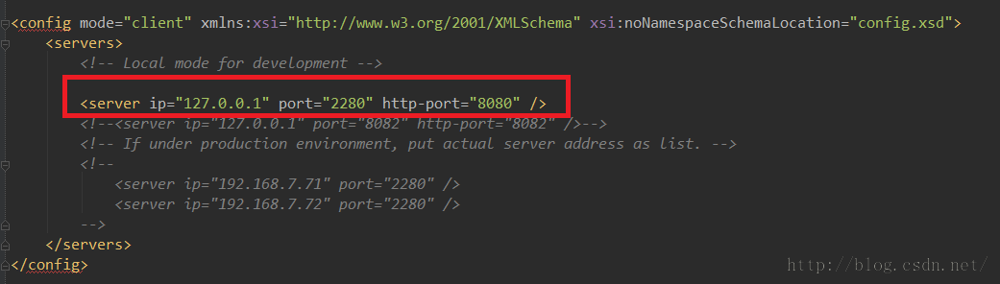 <config mode="client" xmlns:xsi="http://www.w3.org/2001/XMLSchema" xsi:noNamespaceSchemaLocation="config.xsd">
<servers>
<!-- Local mode for development -->
<server ip="127.0.0.1" port="2280" http-port="8080" />
<!--<server ip="127.0.0.1" port="8082" http-port="8082" />-->
<!-- If under production environment, put actual server address as list. -->
<!--
<server ip="192.168.7.71" port="2280" />
<server ip="192.168.7.72" port="2280" />
-->
</servers>
</config>
http://blog.csdn.net/